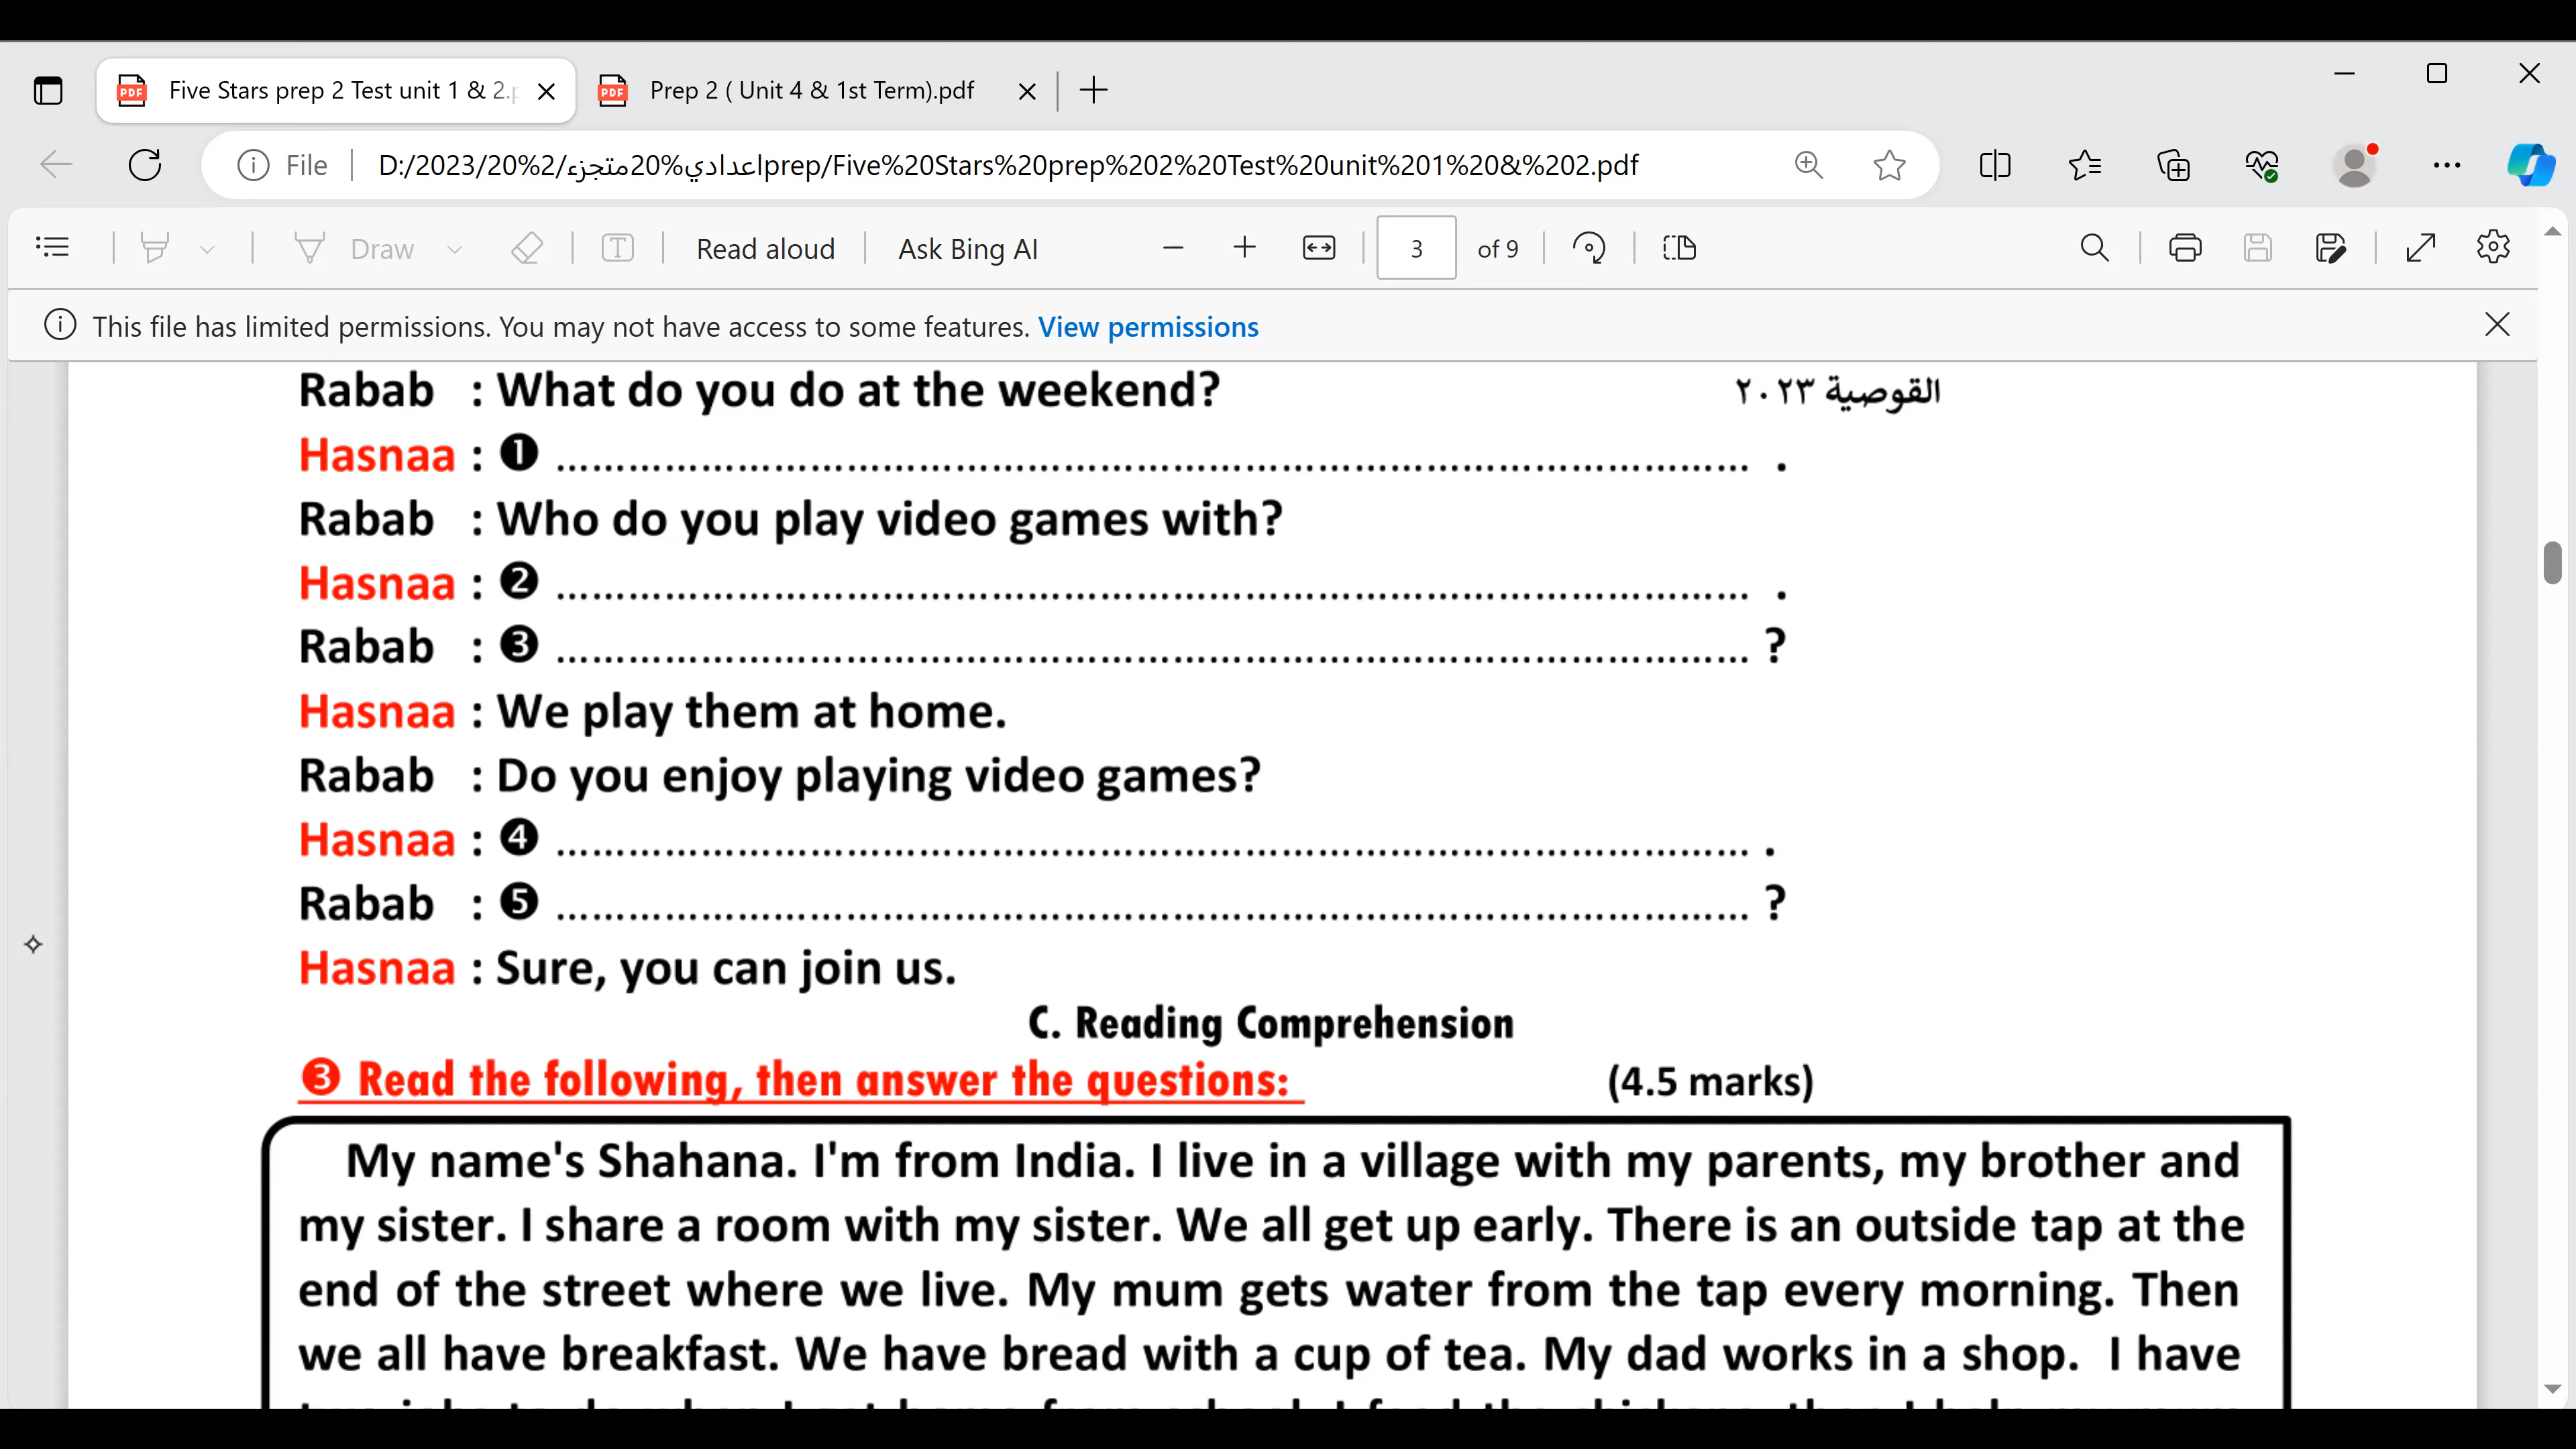 Five Stars prep 2 Test unit 1 & 2.p
Prep 2 ( Unit 4 & 1st Term).pdf
File
D:/2023/20%2/اعدادي%20متجزء/prep/Five%20Stars%20prep%202%20Test%20unit%201%20&%202.pdf
Draw
Read aloud
Ask Bing AI
3 of 9
This file has limited permissions. You may not have access to some features. View permissions
Rabab : What do you do at the weekend? القوصية ٢٠٢٣
Hasnaa : ❶ .................................................................................... .
Rabab : Who do you play video games with?
Hasnaa : ❷ .................................................................................... .
Rabab : ❸ .................................................................................... ?
Hasnaa : We play them at home.
Rabab : Do you enjoy playing video games?
Hasnaa : ❹ .................................................................................... .
Rabab : ❺ .................................................................................... ?
Hasnaa : Sure, you can join us.
C. Reading Comprehension
❸ Read the following, then answer the questions: (4.5 marks)
My name's Shahana. I'm from India. I live in a village with my parents, my brother and
my sister. I share a room with my sister. We all get up early. There is an outside tap at the
end of the street where we live. My mum gets water from the tap every morning. Then
we all have breakfast. We have bread with a cup of tea. My dad works in a shop. I have